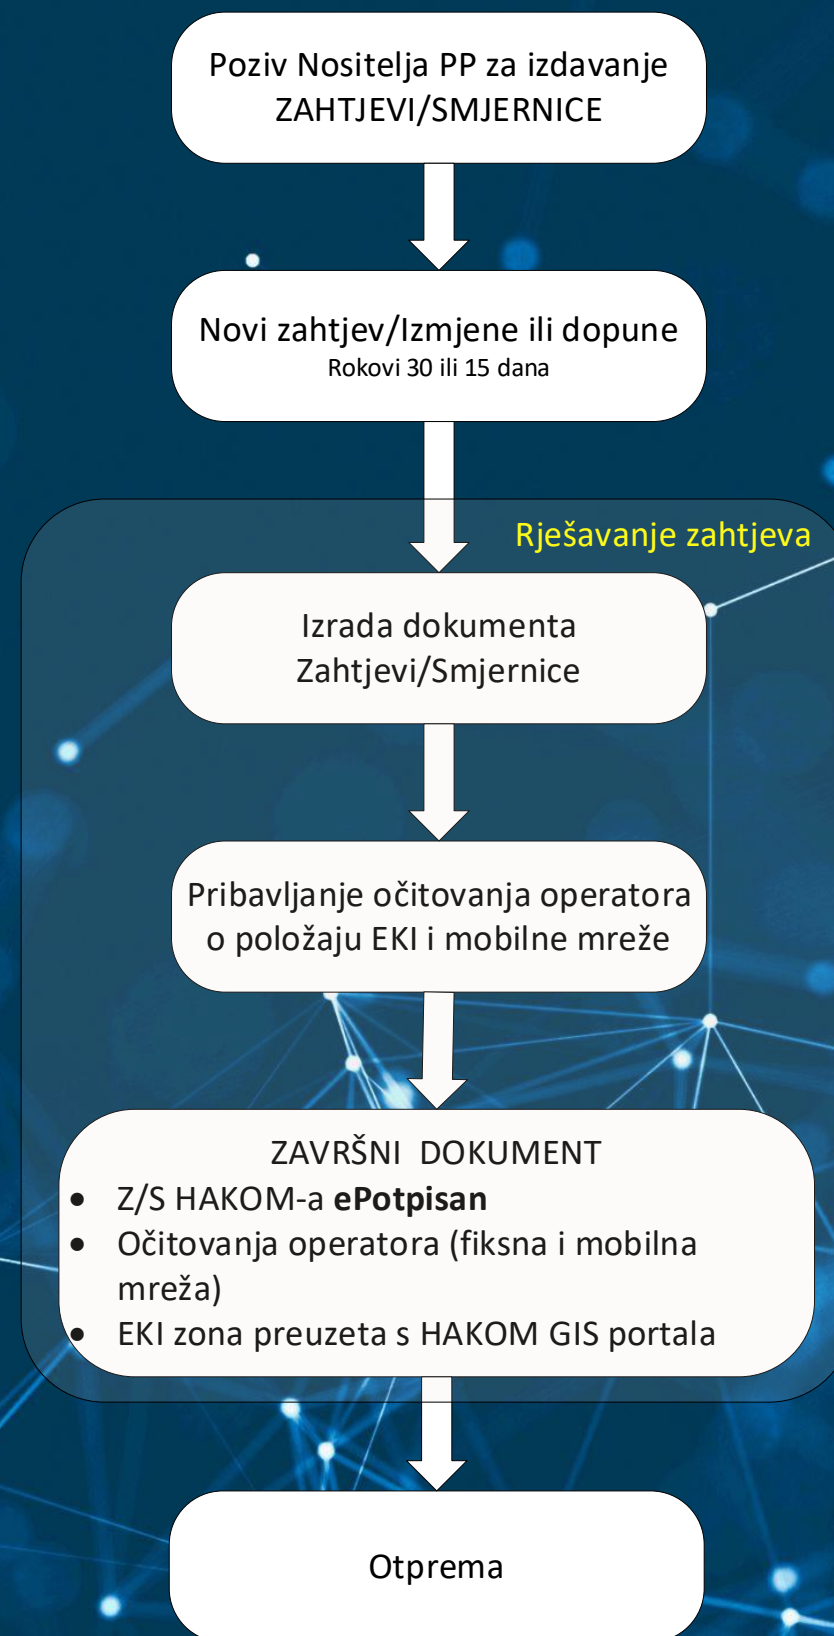 Poziv Nositelja PP za izdavanje
ZAHTJEVI/SMJERNICE
Novi zahtjev/Izmjene ili dopune
Rokovi 30 ili 15 dana
Rješavanje zahtjeva
Izrada dokumenta
Zahtjevi/Smjernice
Pribavljanje očitovanja operatora
o položaju EKI i mobilne mreže
ZAVRŠNI DOKUMENT
• Z/S HAKOM-a ePotpisan
• Očitovanja operatora (fiksna i mobilna
mreža)
• EKI zona preuzeta s HAKOM GIS portala
Otprema